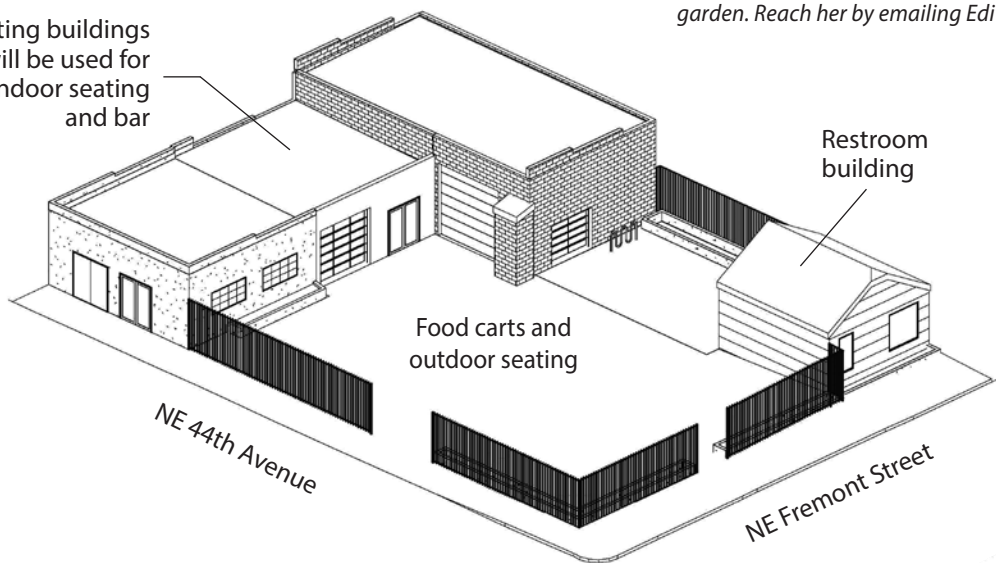 garden. Reach her by emailing Edi
ting buildings
will be used for
ndoor seating
and bar
Restroom
building
Food carts and
outdoor seating
NE 44th Avenue
NE Fremont Street